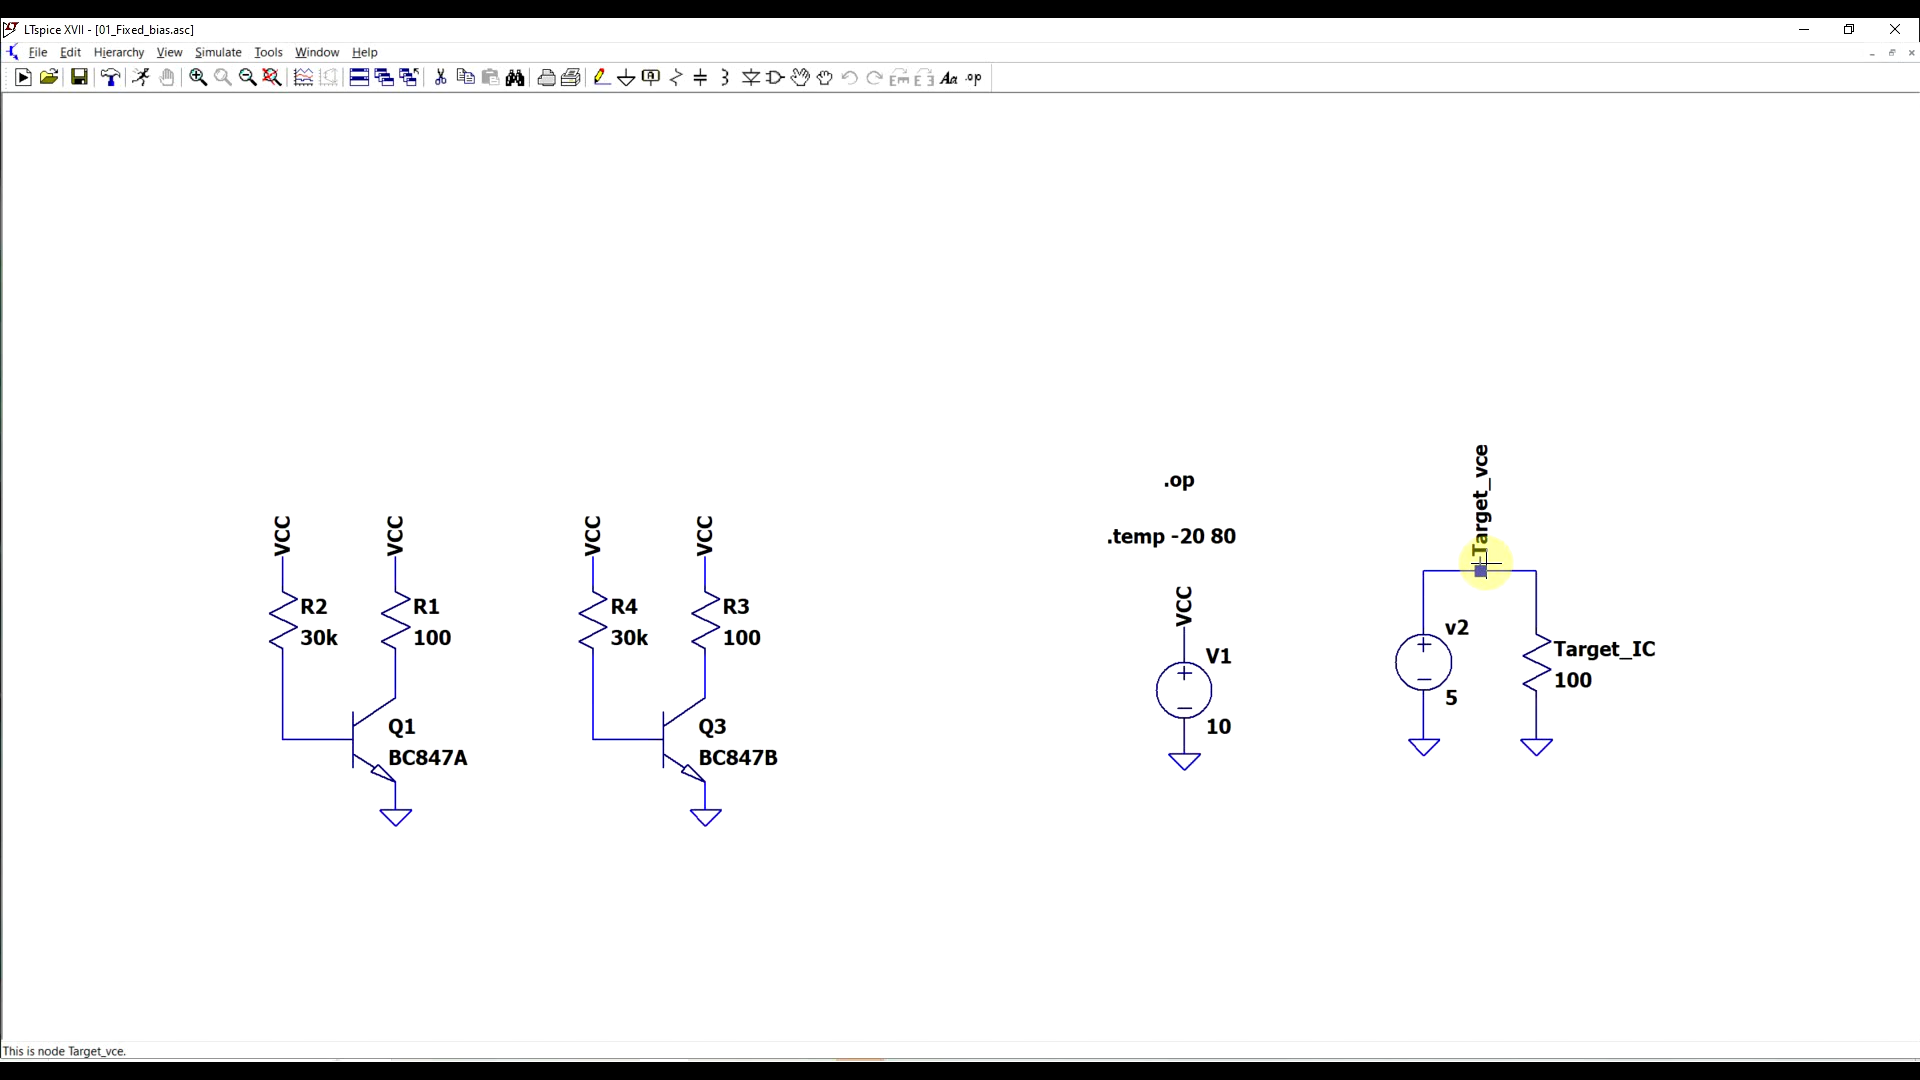 LTspice XVII - [01_Fixed_bias.asc]
File Edit Hierarchy View Simulate Tools Window Help
Aa .op
Target_vce
.op
.temp -20 80
VCC VCC VCC VCC
VCC
R2
30k
R1
100
R4
30k
R3
100
V1
10
v2
5
Target_IC
100
Q1
BC847A
Q3
BC847B
This is node Target_vce.